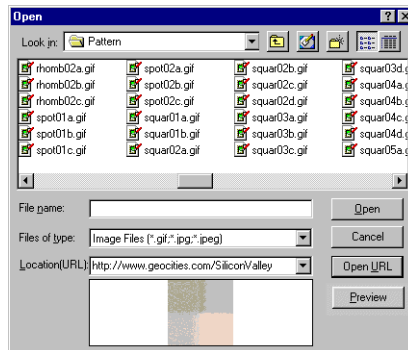 Open
Look in: Pattern
rhomb02a.gif spot02a.gif squar02b.gif squar03d.g
rhomb02b.gif spot02b.gif squar02c.gif squar04a.g
rhomb02c.gif spot02c.gif squar02d.gif squar04b.g
spot01a.gif squar01a.gif squar03a.gif squar04c.g
spot01b.gif squar01b.gif squar03b.gif squar04d.g
spot01c.gif squar02a.gif squar03c.gif squar05a.g
File name: Open
Files of type: Image Files (*.gif;*.jpg;*.jpeg) Cancel
Location(URL): http://www.geocities.com/SiliconValley Open URL
Preview